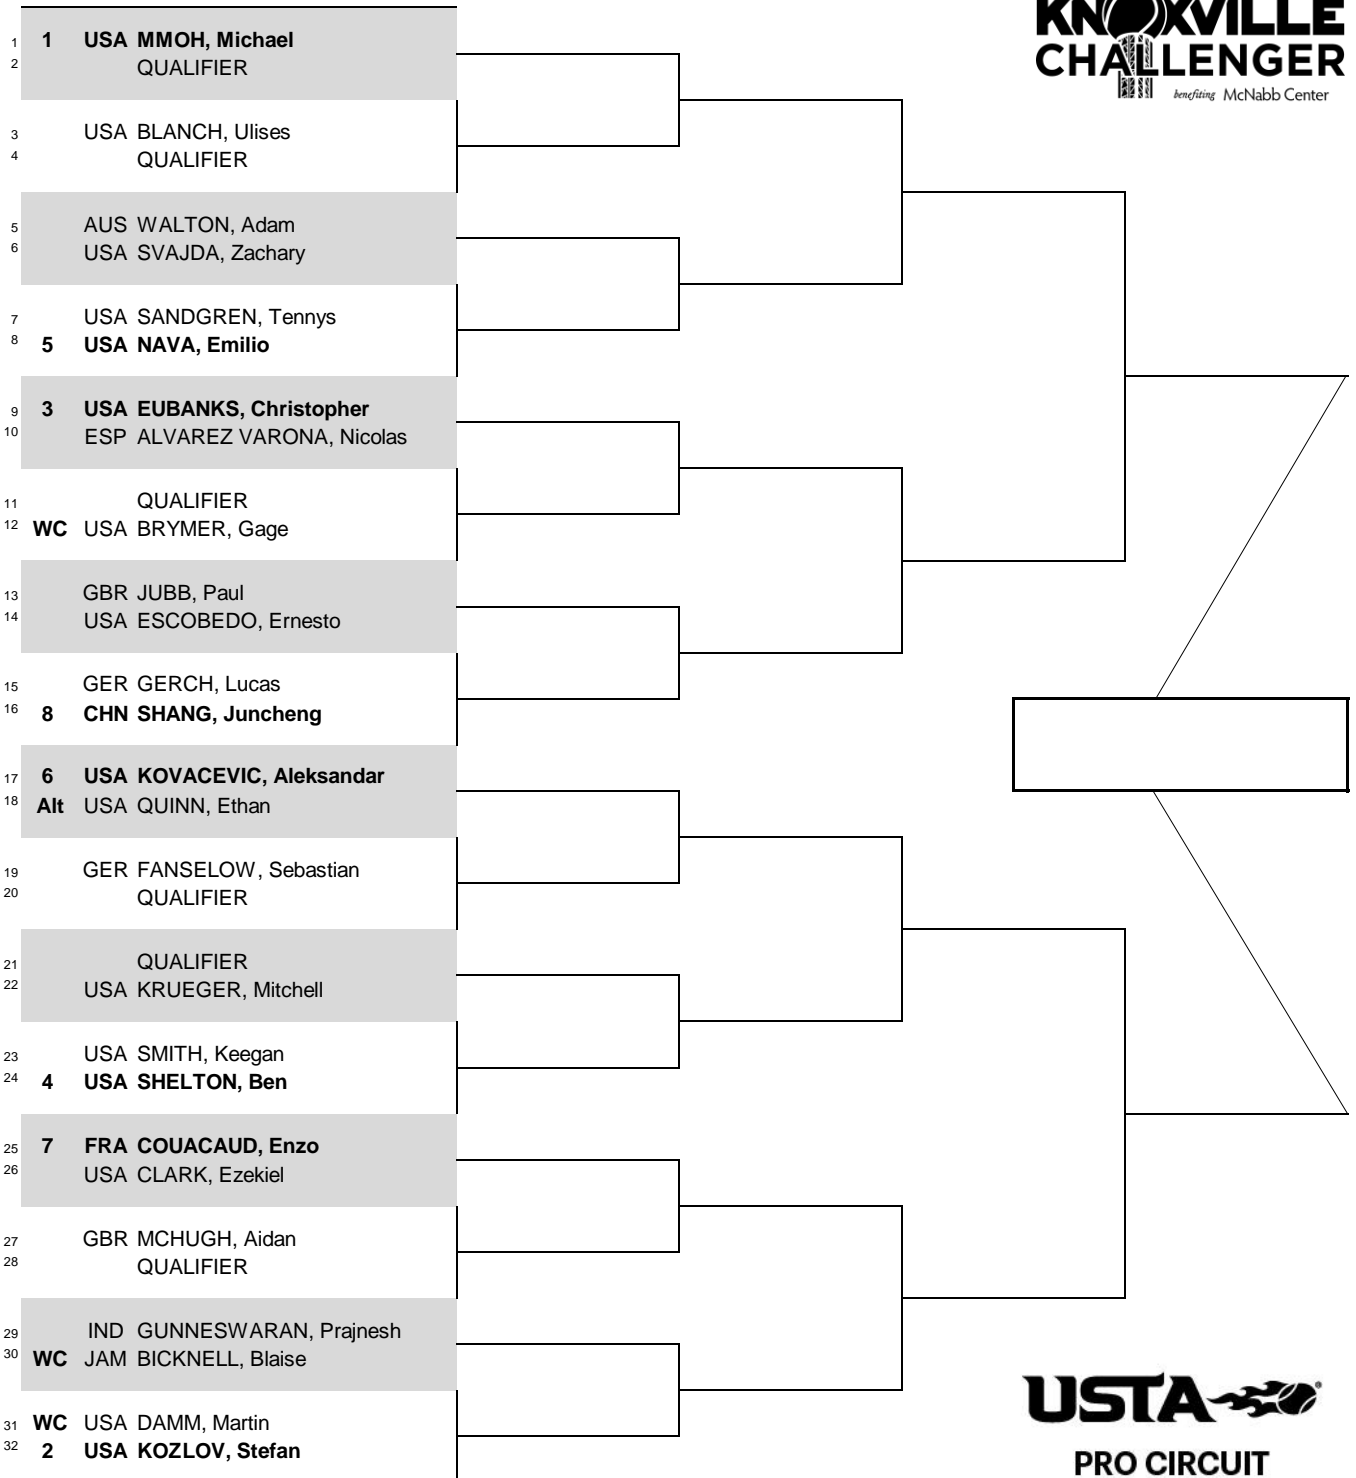 KNOXVILLE
CHALLENGER
benefiting McNabb Center
1 1 USA MMOH, Michael
2 QUALIFIER
3 USA BLANCH, Ulises
4 QUALIFIER
5 AUS WALTON, Adam
6 USA SVAJDA, Zachary
7 USA SANDGREN, Tennys
8 5 USA NAVA, Emilio
9 3 USA EUBANKS, Christopher
10 ESP ALVAREZ VARONA, Nicolas
11 QUALIFIER
12 WC USA BRYMER, Gage
13 GBR JUBB, Paul
14 USA ESCOBEDO, Ernesto
15 GER GERCH, Lucas
16 8 CHN SHANG, Juncheng
17 6 USA KOVACEVIC, Aleksandar
18 Alt USA QUINN, Ethan
19 GER FANSELOW, Sebastian
20 QUALIFIER
21 QUALIFIER
22 USA KRUEGER, Mitchell
23 USA SMITH, Keegan
24 4 USA SHELTON, Ben
25 7 FRA COUACAUD, Enzo
26 USA CLARK, Ezekiel
27 GBR MCHUGH, Aidan
28 QUALIFIER
29 IND GUNNESWARAN, Prajnesh
30 WC JAM BICKNELL, Blaise
31 WC USA DAMM, Martin
32 2 USA KOZLOV, Stefan
USTA
PRO CIRCUIT